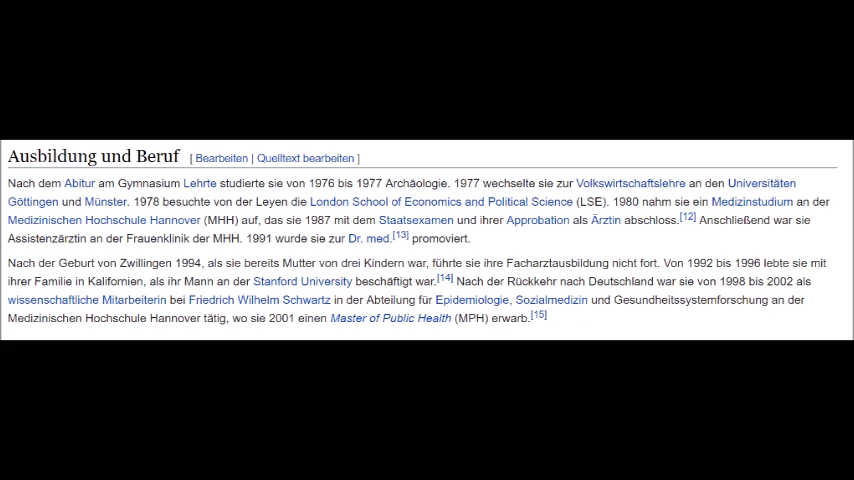 Ausbildung und Beruf [ Bearbeiten | Quelltext bearbeiten ]
Nach dem Abitur am Gymnasium Lehrte studierte sie von 1976 bis 1977 Archäologie. 1977 wechselte sie zur Volkswirtschaftslehre an den Universitäten
Göttingen und Münster. 1978 besuchte von der Leyen die London School of Economics and Political Science (LSE). 1980 nahm sie ein Medizinstudium an der
Medizinischen Hochschule Hannover (MHH) auf, das sie 1987 mit dem Staatsexamen und ihrer Approbation als Ärztin abschloss.[12] Anschließend war sie
Assistenzärztin an der Frauenklinik der MHH. 1991 wurde sie zur Dr. med.[13] promoviert.
Nach der Geburt von Zwillingen 1994, als sie bereits Mutter von drei Kindern war, führte sie ihre Facharztausbildung nicht fort. Von 1992 bis 1996 lebte sie mit
ihrer Familie in Kalifornien, als ihr Mann an der Stanford University beschäftigt war.[14] Nach der Rückkehr nach Deutschland war sie von 1998 bis 2002 als
wissenschaftliche Mitarbeiterin bei Friedrich Wilhelm Schwartz in der Abteilung für Epidemiologie, Sozialmedizin und Gesundheitssystemforschung an der
Medizinischen Hochschule Hannover tätig, wo sie 2001 einen Master of Public Health (MPH) erwarb.[15]